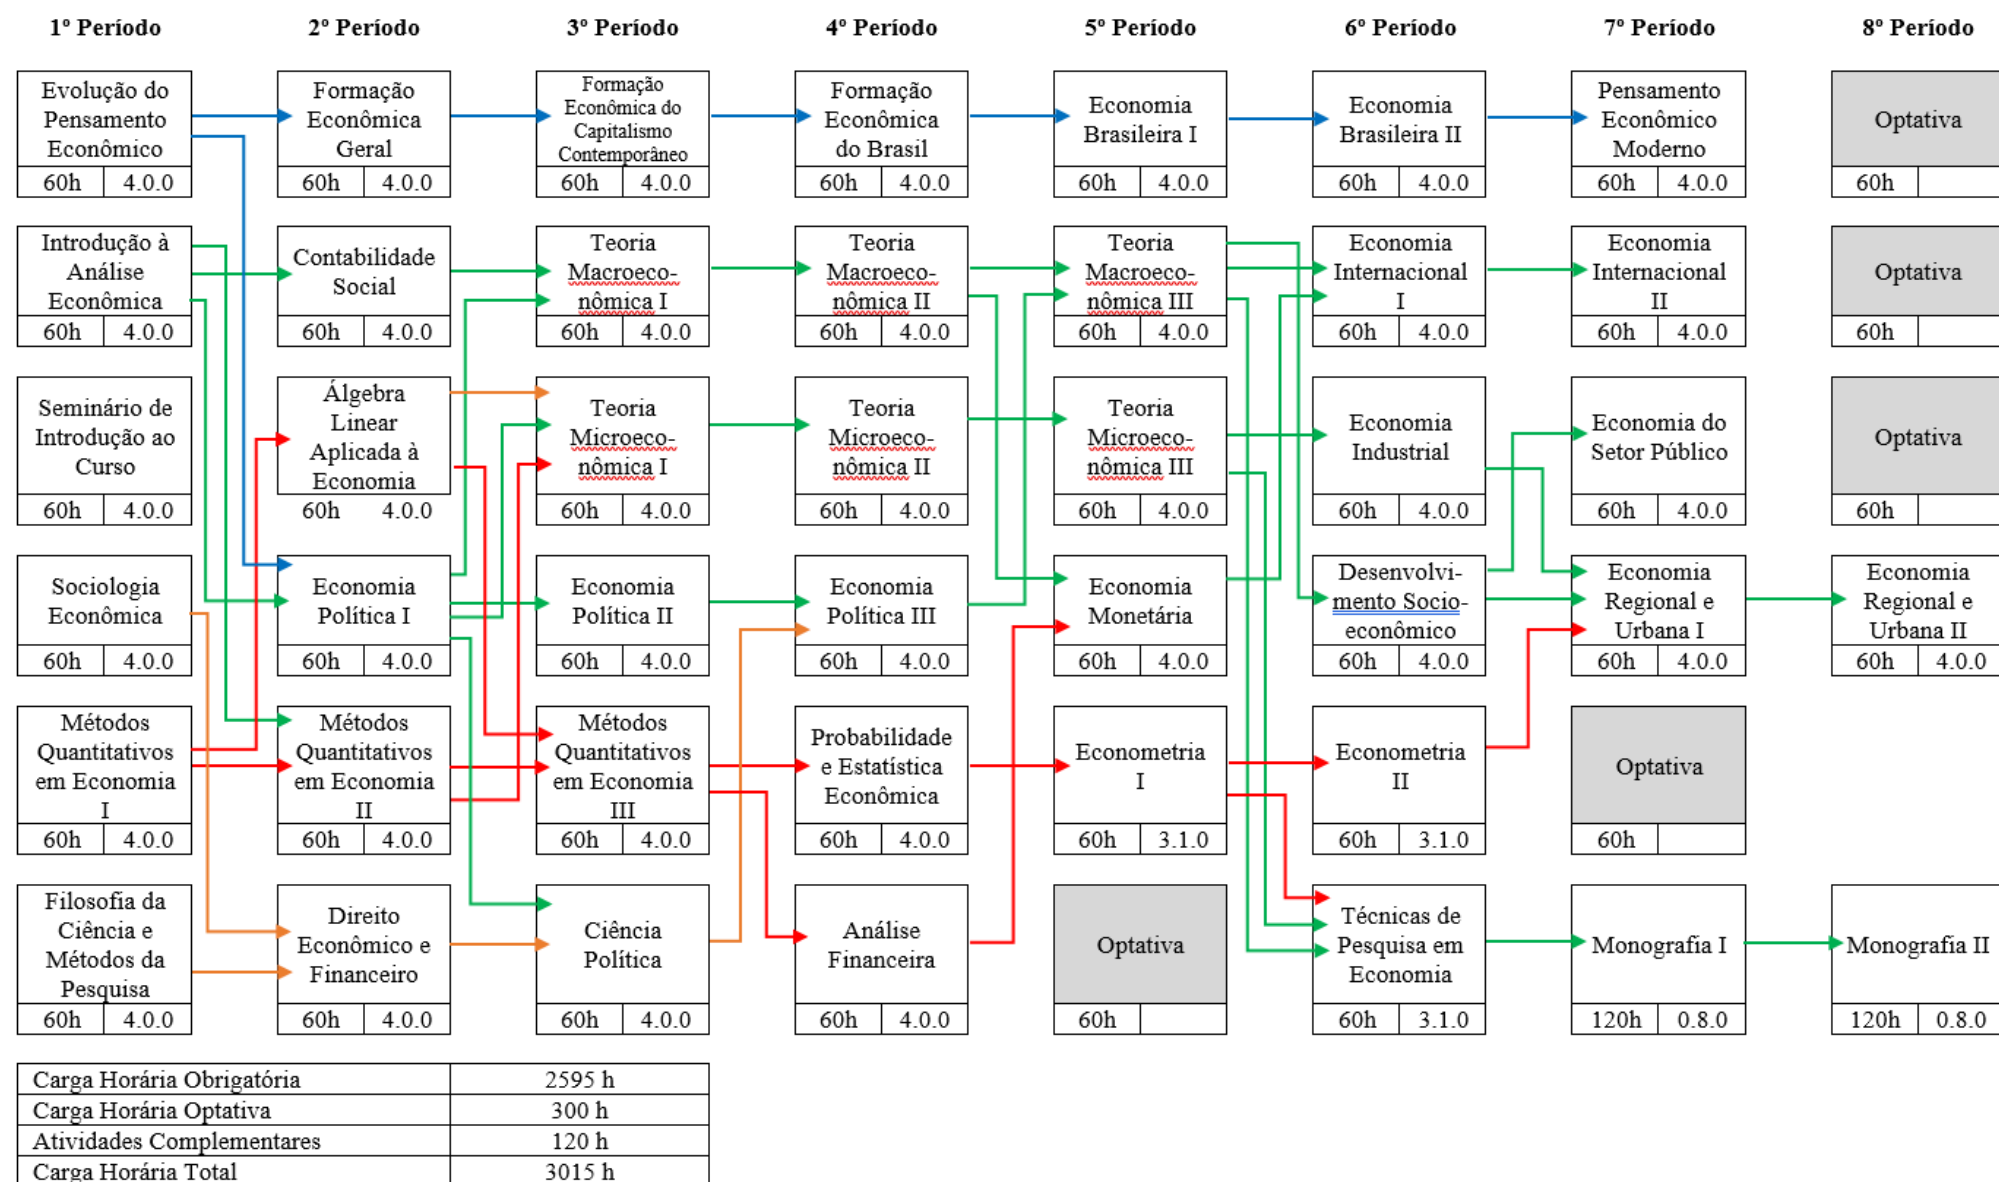 1º Período
2º Período
3º Período
4º Período
5º Período
6º Período
7º Período
8º Período
Evolução do
Pensamento
Econômico
60h 4.0.0
Formação
Econômica
Geral
60h 4.0.0
Formação
Econômica do
Capitalismo
Contemporâneo
60h 4.0.0
Formação
Econômica
do Brasil
60h 4.0.0
Economia
Brasileira I
60h 4.0.0
Economia
Brasileira II
60h 4.0.0
Pensamento
Econômico
Moderno
60h 4.0.0
Optativa
60h
Introdução à
Análise
Econômica
60h 4.0.0
Contabilidade
Social
60h 4.0.0
Teoria
Macroeco-
nômica I
60h 4.0.0
Teoria
Macroeco-
nômica II
60h 4.0.0
Teoria
Macroeco-
nômica III
60h 4.0.0
Economia
Internacional
I
60h 4.0.0
Economia
Internacional
II
60h 4.0.0
Optativa
60h
Seminário de
Introdução ao
Curso
60h 4.0.0
Álgebra
Linear
Aplicada à
Economia
60h 4.0.0
Teoria
Microeco-
nômica I
60h 4.0.0
Teoria
Microeco-
nômica II
60h 4.0.0
Teoria
Microeco-
nômica III
60h 4.0.0
Economia
Industrial
60h 4.0.0
Economia do
Setor Público
60h 4.0.0
Optativa
60h
Sociologia
Econômica
60h 4.0.0
Economia
Política I
60h 4.0.0
Economia
Política II
60h 4.0.0
Economia
Política III
60h 4.0.0
Economia
Monetária
60h 4.0.0
Desenvolvi-
mento Socio-
econômico
60h 4.0.0
Economia
Regional e
Urbana I
60h 4.0.0
Economia
Regional e
Urbana II
60h 4.0.0
Métodos
Quantitativos
em Economia
I
60h 4.0.0
Métodos
Quantitativos
em Economia
II
60h 4.0.0
Métodos
Quantitativos
em Economia
III
60h 4.0.0
Probabilidade
e Estatística
Econômica
60h 4.0.0
Econometria
I
60h 3.1.0
Econometria
II
60h 3.1.0
Optativa
60h
Filosofia da
Ciência e
Métodos da
Pesquisa
60h 4.0.0
Direito
Econômico e
Financeiro
60h 4.0.0
Ciência
Política
60h 4.0.0
Análise
Financeira
60h 4.0.0
Optativa
60h
Técnicas de
Pesquisa em
Economia
60h 3.1.0
Monografia I
120h 0.8.0
Monografia II
120h 0.8.0
Carga Horária Obrigatória 2595 h
Carga Horária Optativa 300 h
Atividades Complementares 120 h
Carga Horária Total 3015 h